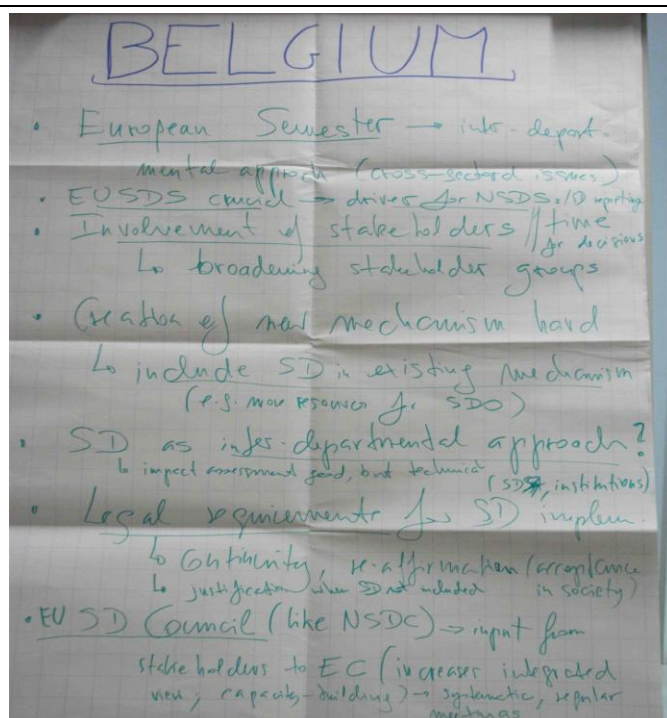 BELGIUM
• European Semester → inter-depart-
mental approach (cross-sectoral issues)
• EU SDS crucial → driver for NSDSs/SD reporting
• Involvement of stakeholders // time
for decisions
↳ broadening stakeholder groups
• Creation of new mechanism hard
↳ include SD in existing mechanism
(e.g. more resources for SDO)
• SD as inter-departmental approach?
↳ impact assessment good, but technical
(SDS, institutions)
• Legal requirements for SD implem.
↳ Continuity, re-affirmation (acceptance
↳ justification when SD not included in society)
• EU SD Council (like NSDC) → input from
stakeholders to EC (increases integrated
view, capacity-building) → systematic, regular
meetings